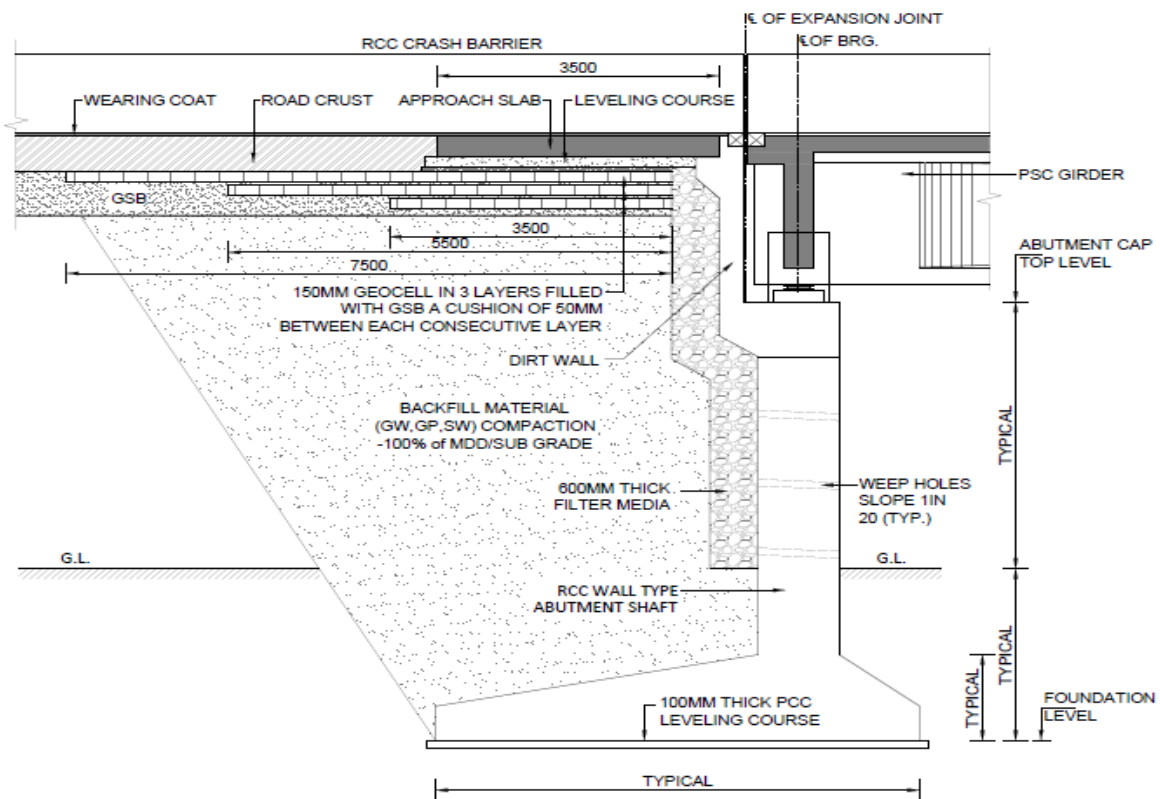 ℄ OF EXPANSION JOINT
℄OF BRG.
RCC CRASH BARRIER
3500
WEARING COAT
ROAD CRUST
APPROACH SLAB
LEVELING COURSE
PSC GIRDER
GSB
3500
5500
7500
ABUTMENT CAP
TOP LEVEL
150MM GEOCELL IN 3 LAYERS FILLED
WITH GSB A CUSHION OF 50MM
BETWEEN EACH CONSECUTIVE LAYER
DIRT WALL
BACKFILL MATERIAL
(GW,GP,SW) COMPACTION
-100% of MDD/SUB GRADE
TYPICAL
600MM THICK
FILTER MEDIA
WEEP HOLES
SLOPE 1IN
20 (TYP.)
G.L.
G.L.
RCC WALL TYPE
ABUTMENT SHAFT
TYPICAL
TYPICAL
100MM THICK PCC
LEVELING COURSE
FOUNDATION
LEVEL
TYPICAL